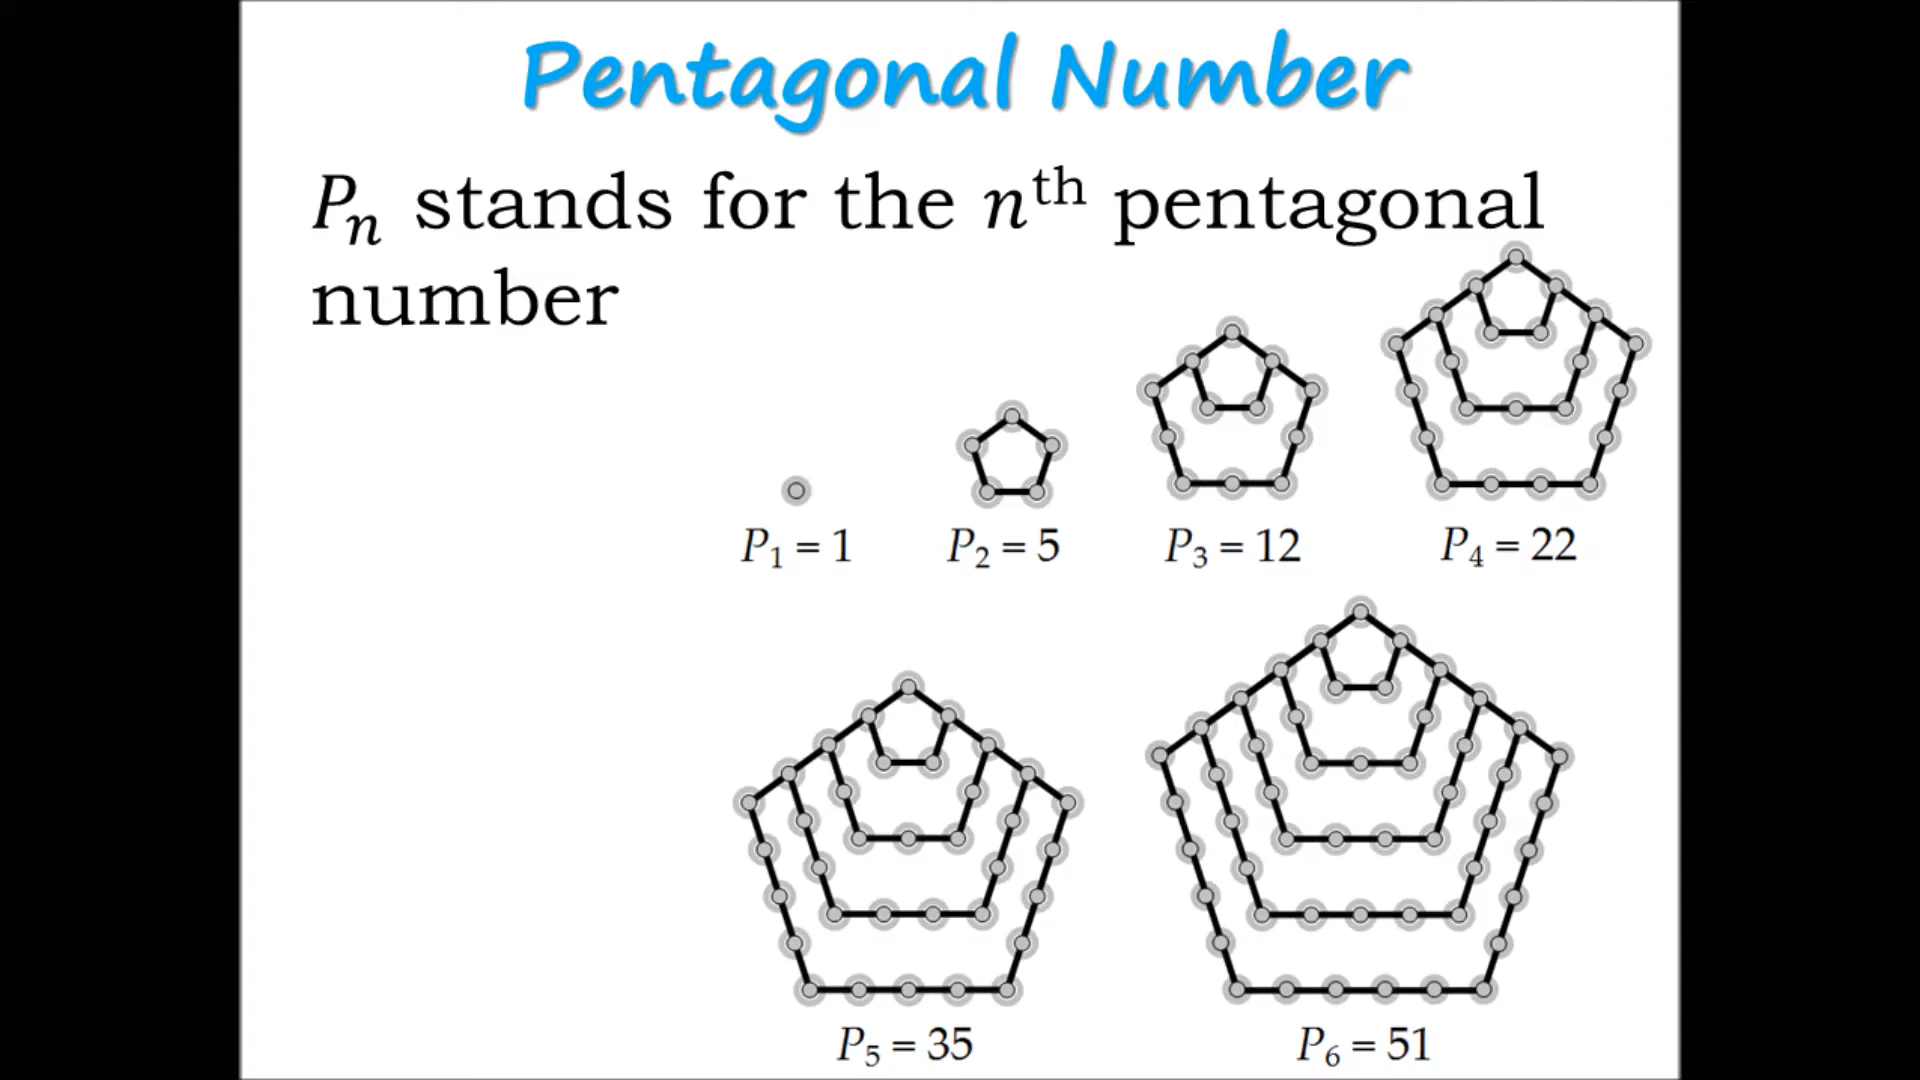 Pentagonal Number
Pₙ stands for the nᵗʰ pentagonal
number
P₁ = 1
P₂ = 5
P₃ = 12
P₄ = 22
P₅ = 35
P₆ = 51